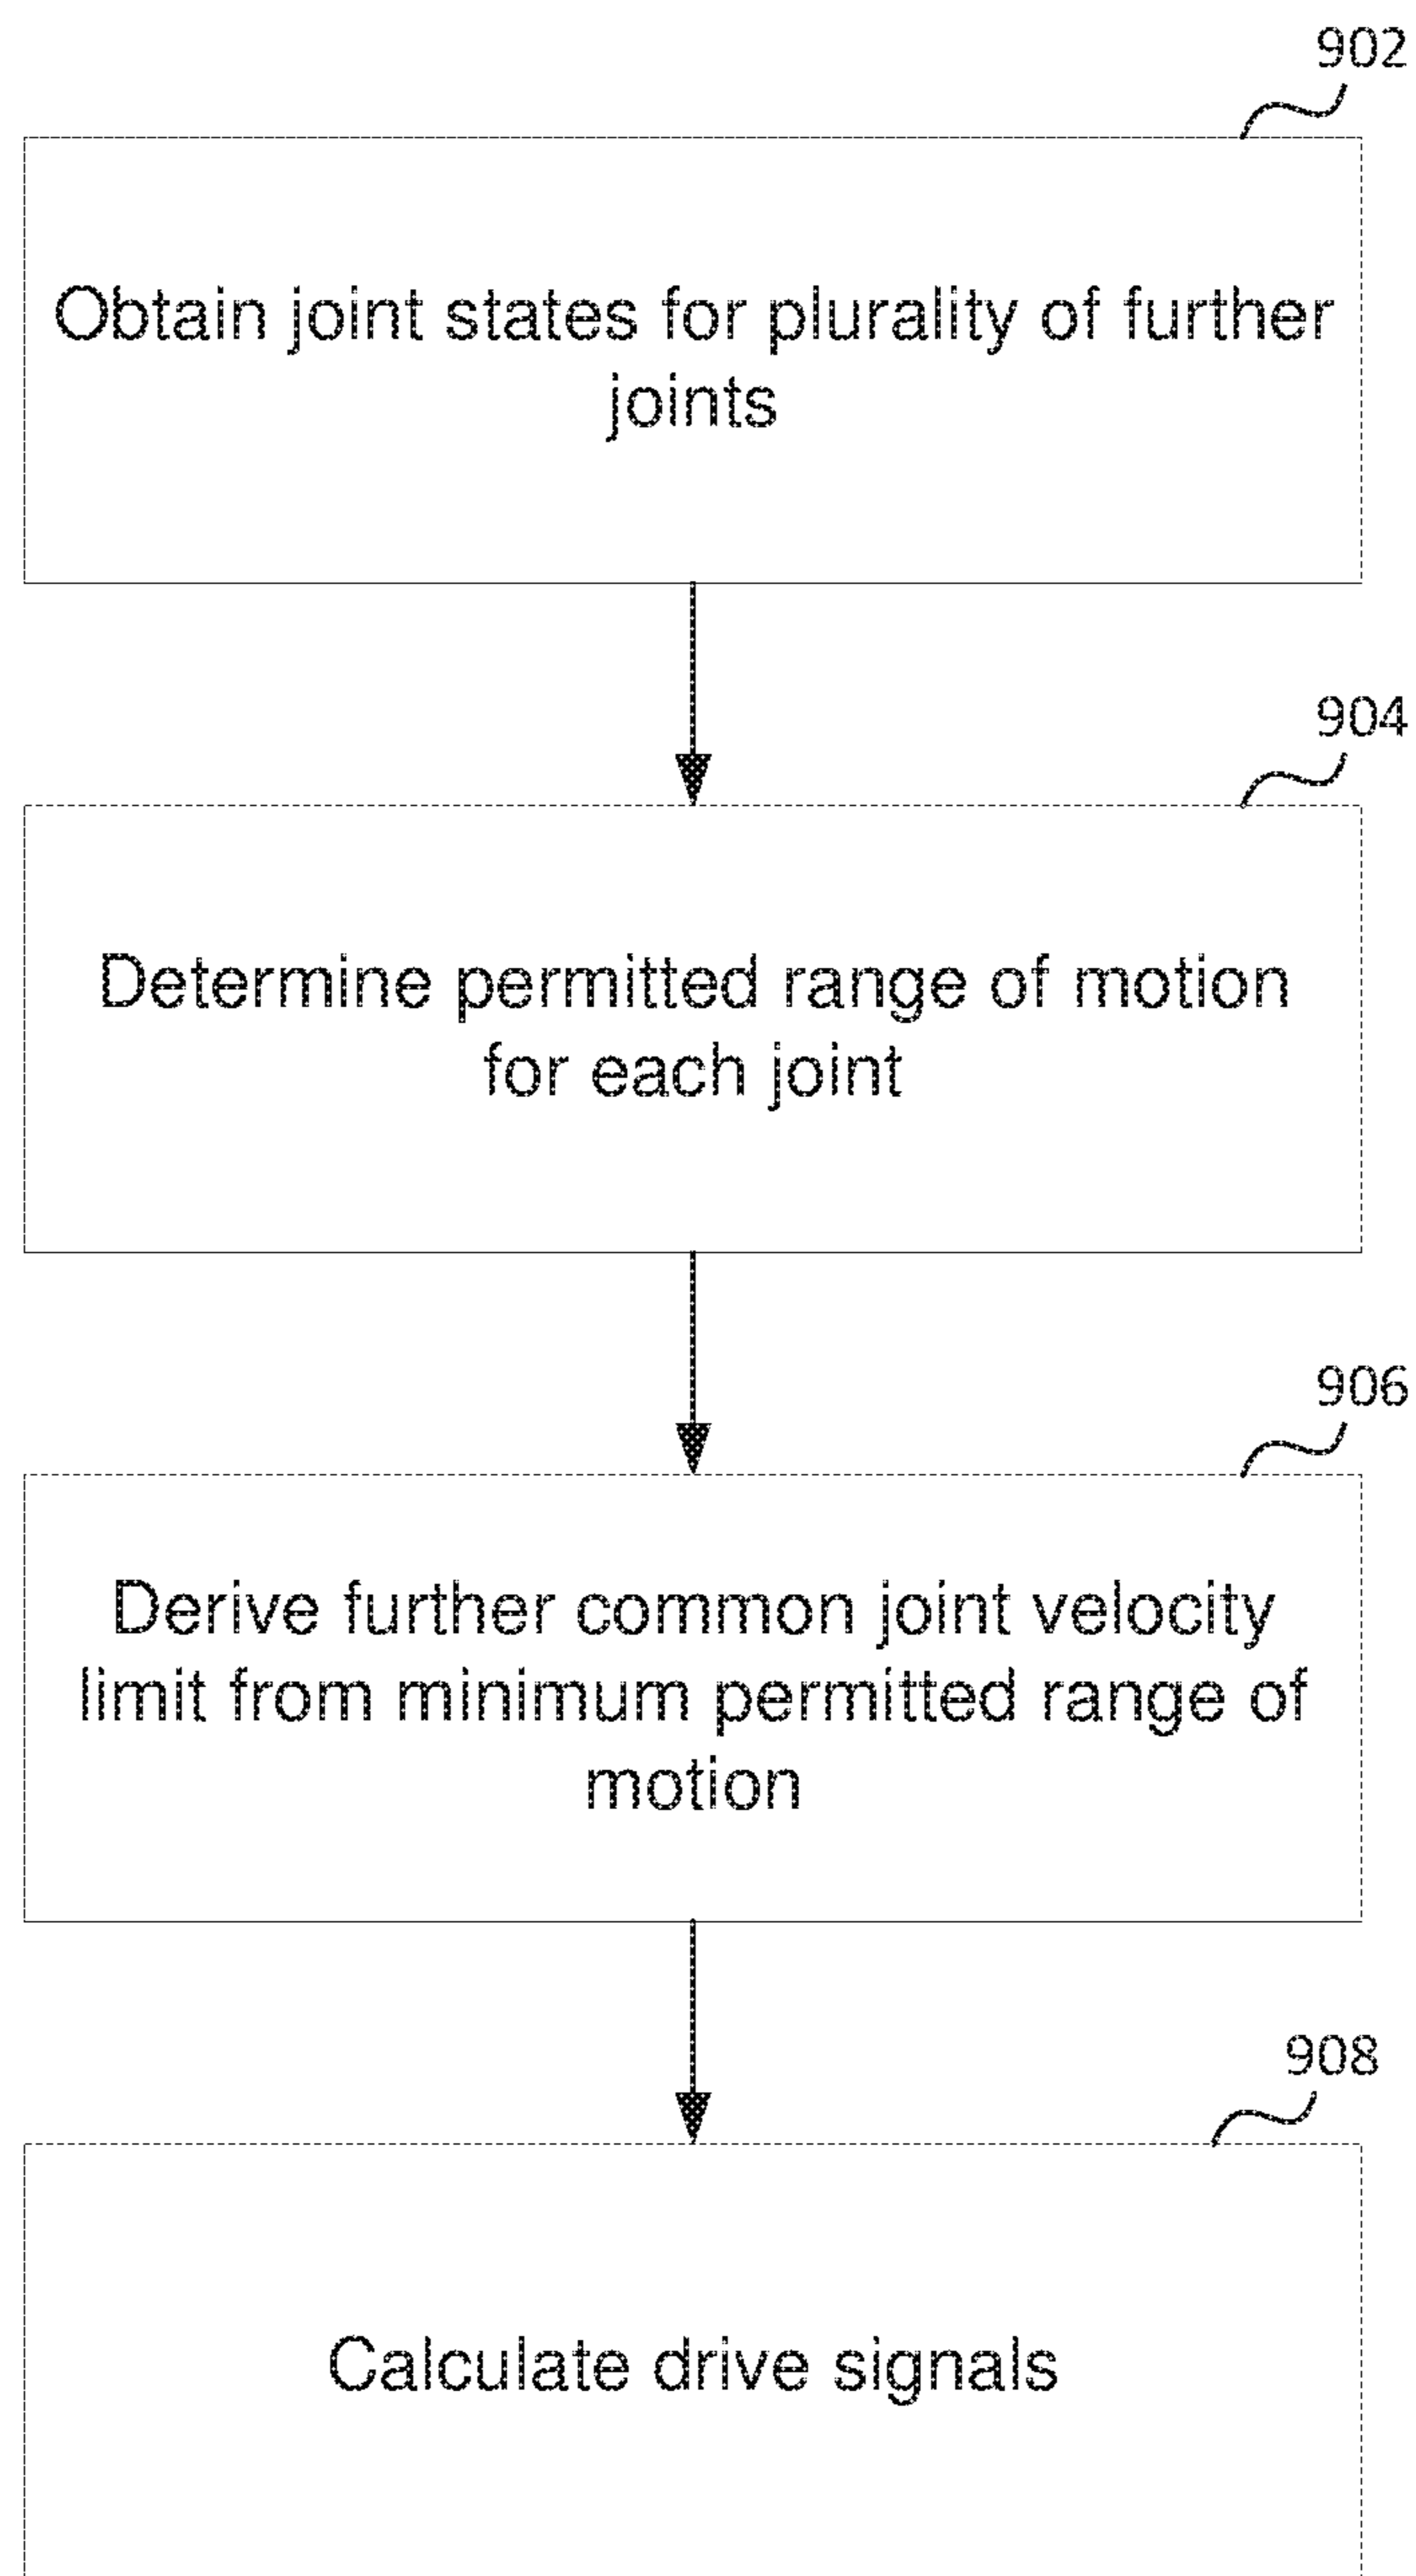 902
Obtain joint states for plurality of further
joints
904
Determine permitted range of motion
for each joint
906
Derive further common joint velocity
limit from minimum permitted range of
motion
908
Calculate drive signals